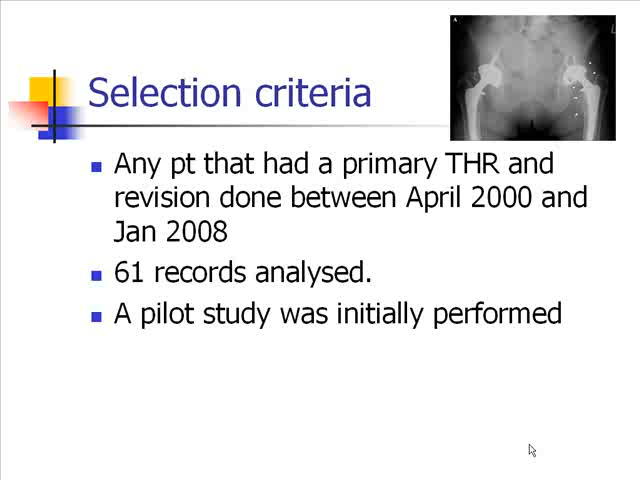 Selection criteria
Any pt that had a primary THR and
revision done between April 2000 and
Jan 2008
61 records analysed.
A pilot study was initially performed
A
L